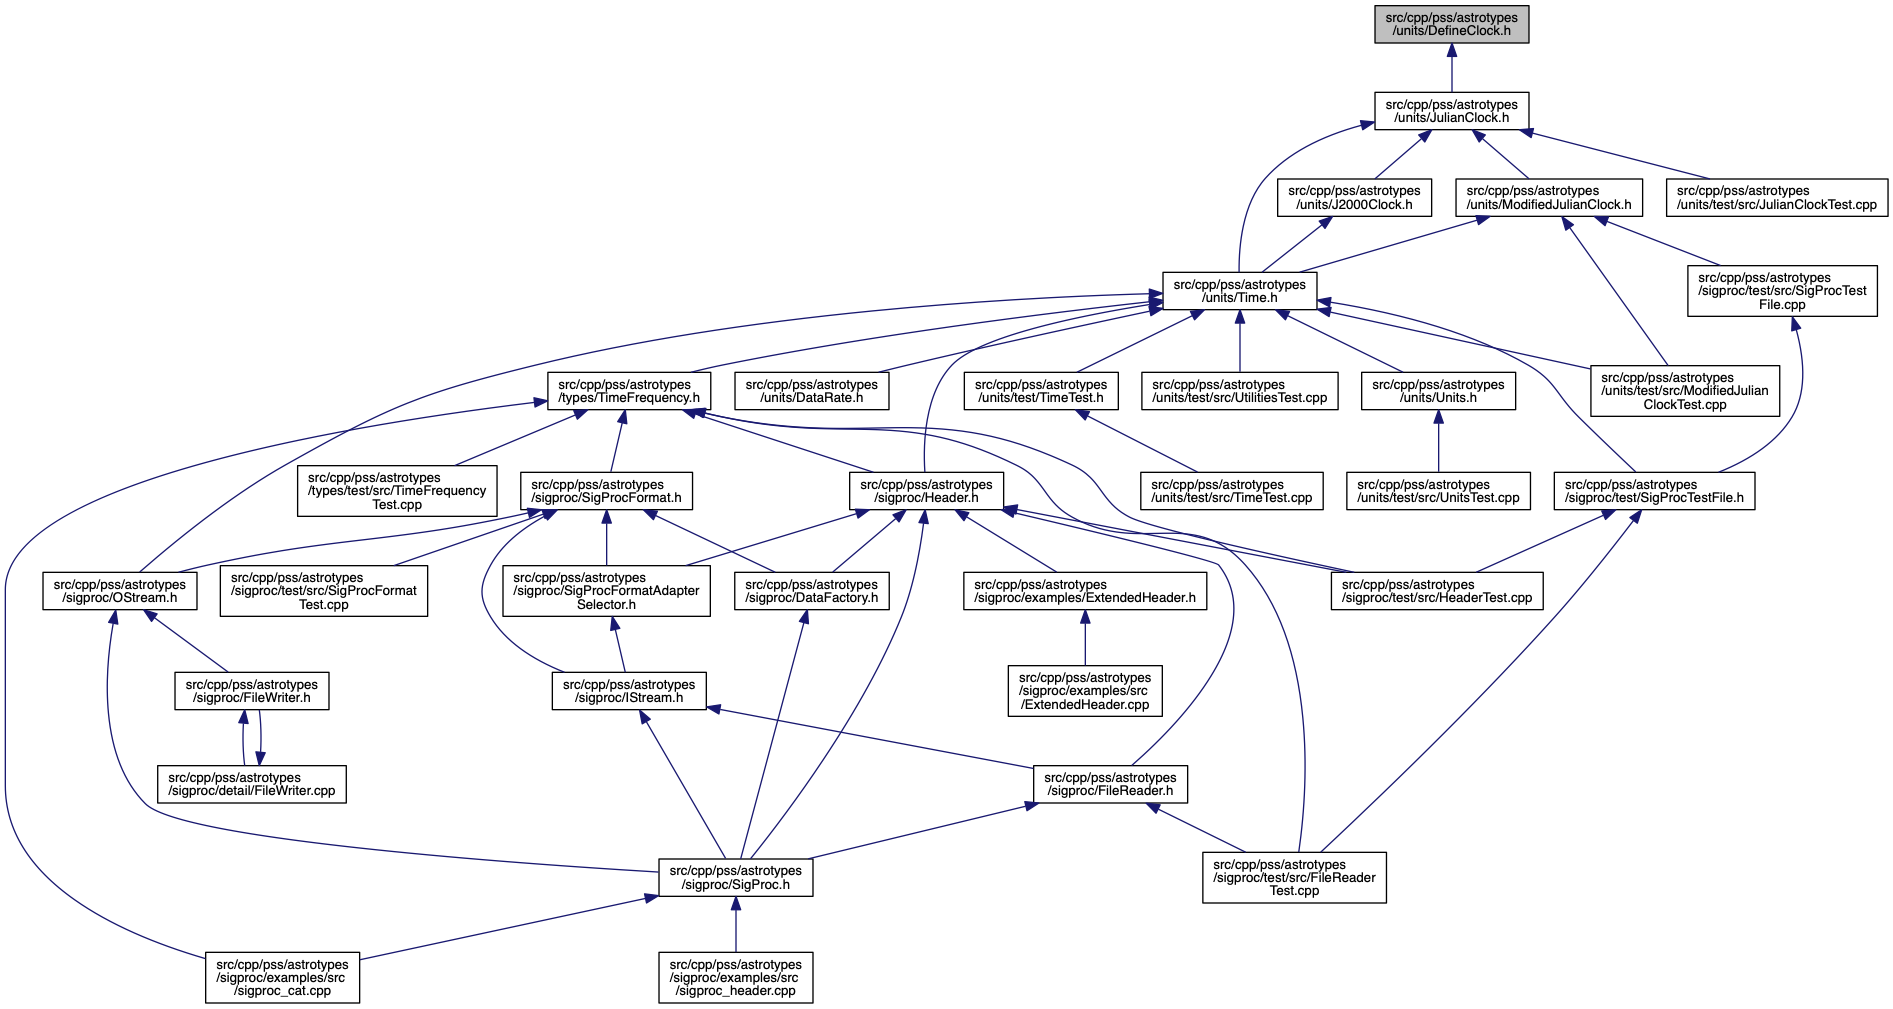 src/cpp/pss/astrotypes
/units/DefineClock.h
src/cpp/pss/astrotypes
/units/JulianClock.h
src/cpp/pss/astrotypes
/units/J2000Clock.h
src/cpp/pss/astrotypes
/units/ModifiedJulianClock.h
src/cpp/pss/astrotypes
/units/test/src/JulianClockTest.cpp
src/cpp/pss/astrotypes
/units/Time.h
src/cpp/pss/astrotypes
/sigproc/test/src/SigProcTest
File.cpp
src/cpp/pss/astrotypes
/types/TimeFrequency.h
src/cpp/pss/astrotypes
/units/DataRate.h
src/cpp/pss/astrotypes
/units/test/TimeTest.h
src/cpp/pss/astrotypes
/units/test/src/UtilitiesTest.cpp
src/cpp/pss/astrotypes
/units/Units.h
src/cpp/pss/astrotypes
/units/test/src/ModifiedJulian
ClockTest.cpp
src/cpp/pss/astrotypes
/types/test/src/TimeFrequency
Test.cpp
src/cpp/pss/astrotypes
/sigproc/SigProcFormat.h
src/cpp/pss/astrotypes
/sigproc/Header.h
src/cpp/pss/astrotypes
/units/test/src/TimeTest.cpp
src/cpp/pss/astrotypes
/units/test/src/UnitsTest.cpp
src/cpp/pss/astrotypes
/sigproc/test/SigProcTestFile.h
src/cpp/pss/astrotypes
/sigproc/OStream.h
src/cpp/pss/astrotypes
/sigproc/test/src/SigProcFormat
Test.cpp
src/cpp/pss/astrotypes
/sigproc/SigProcFormatAdapter
Selector.h
src/cpp/pss/astrotypes
/sigproc/DataFactory.h
src/cpp/pss/astrotypes
/sigproc/examples/ExtendedHeader.h
src/cpp/pss/astrotypes
/sigproc/test/src/HeaderTest.cpp
src/cpp/pss/astrotypes
/sigproc/FileWriter.h
src/cpp/pss/astrotypes
/sigproc/IStream.h
src/cpp/pss/astrotypes
/sigproc/examples/src
/ExtendedHeader.cpp
src/cpp/pss/astrotypes
/sigproc/detail/FileWriter.cpp
src/cpp/pss/astrotypes
/sigproc/FileReader.h
src/cpp/pss/astrotypes
/sigproc/SigProc.h
src/cpp/pss/astrotypes
/sigproc/test/src/FileReader
Test.cpp
src/cpp/pss/astrotypes
/sigproc/examples/src
/sigproc_cat.cpp
src/cpp/pss/astrotypes
/sigproc/examples/src
/sigproc_header.cpp